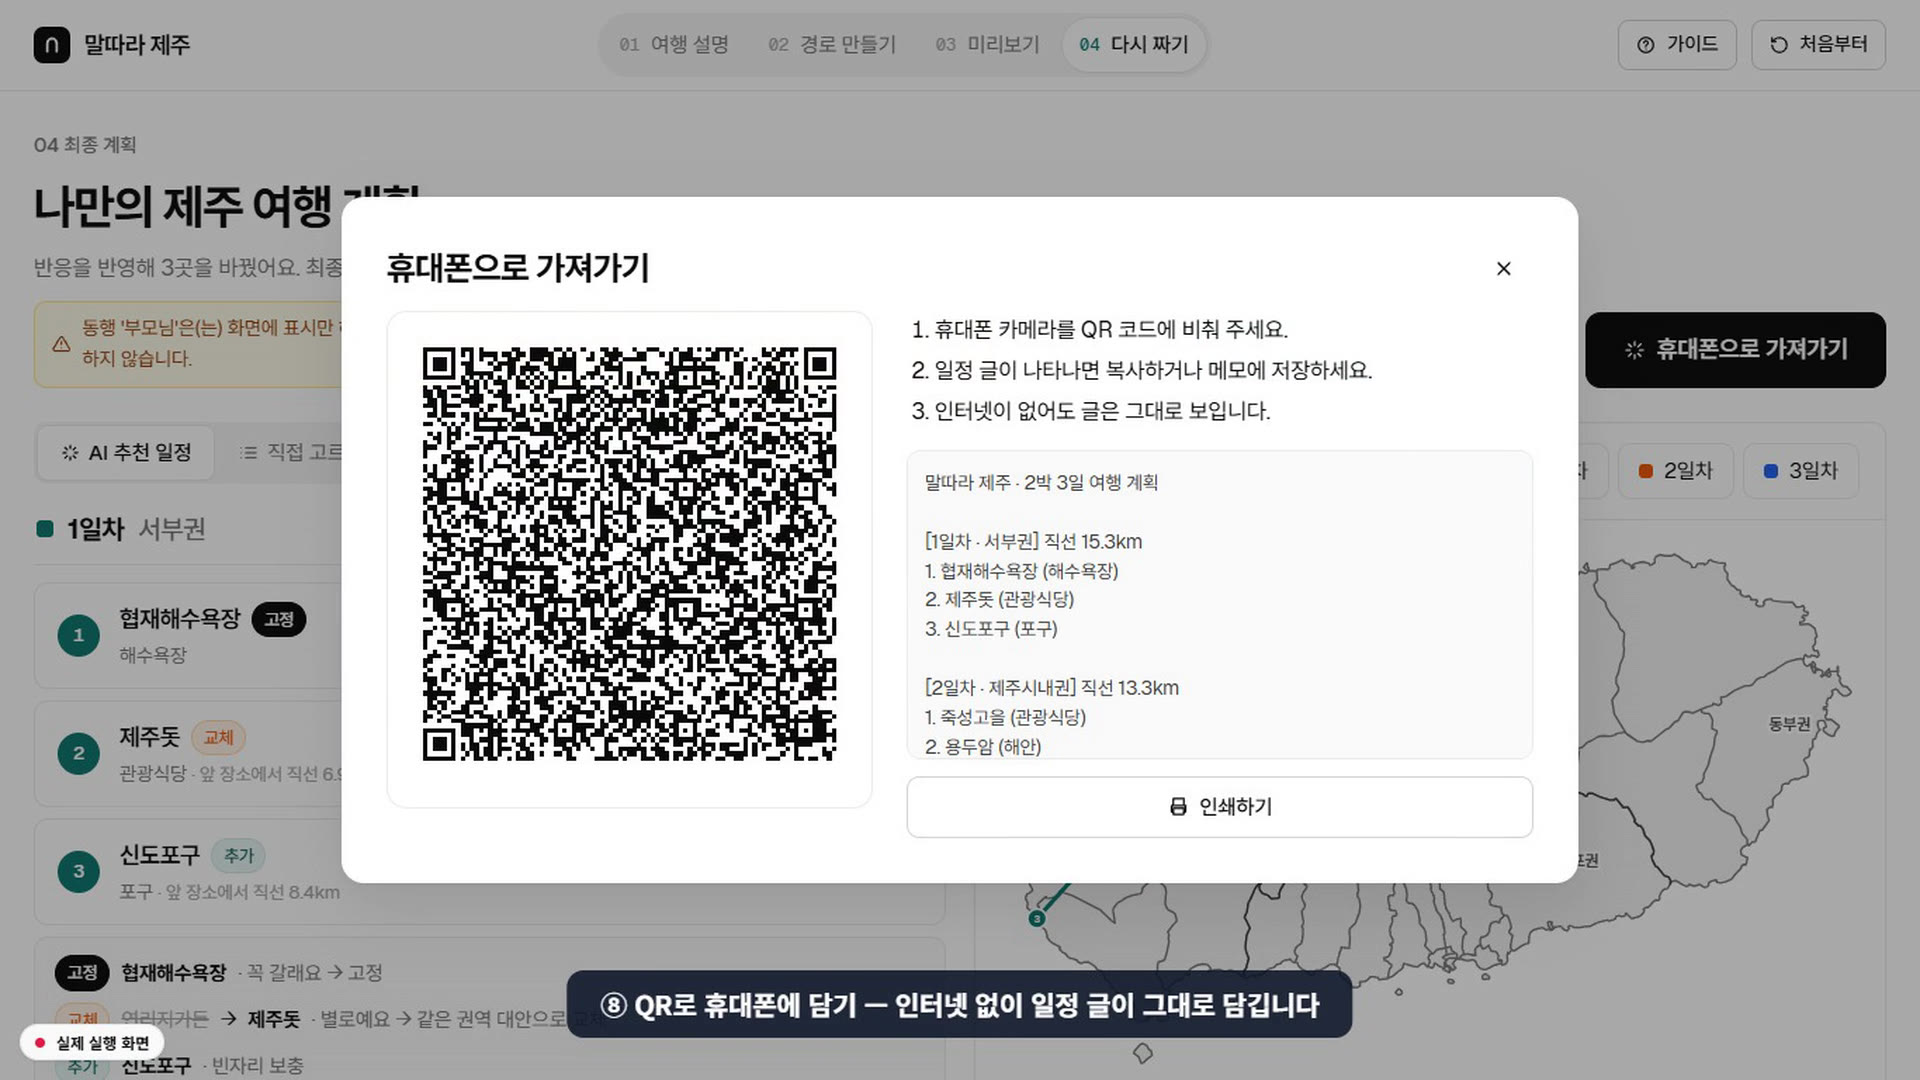 말따라 제주
01 여행 설명
02 경로 만들기
03 미리보기
04 다시 짜기
가이드
처음부터
04 최종 계획
나만의 제주 여행 계획
반응을 반영해 3곳을 바꿨어요. 최종
동행 '부모님'은(는) 화면에 표시만
하지 않습니다.
휴대폰으로 가져가기
AI 추천 일정
직접 고르
2일차
3일차
1일차 서부권
1
협재해수욕장 고정
해수욕장
2
제주돗 교체
관광식당 · 앞 장소에서 직선 6.9
3
신도포구 추가
포구 · 앞 장소에서 직선 8.4km
고정 협재해수욕장 · 꼭 갈래요 → 고정
교체 → 제주돗 · 별로예요 → 같은 권역 대안으로
추가 신도포구 · 빈자리 보충
휴대폰으로 가져가기
1. 휴대폰 카메라를 QR 코드에 비춰 주세요.
2. 일정 글이 나타나면 복사하거나 메모에 저장하세요.
3. 인터넷이 없어도 글은 그대로 보입니다.
말따라 제주 · 2박 3일 여행 계획
[1일차 · 서부권] 직선 15.3km
1. 협재해수욕장 (해수욕장)
2. 제주돗 (관광식당)
3. 신도포구 (포구)
[2일차 · 제주시내권] 직선 13.3km
1. 죽성고을 (관광식당)
2. 용두암 (해안)
인쇄하기
동부권
3
⑧ QR로 휴대폰에 담기 — 인터넷 없이 일정 글이 그대로 담깁니다
실제 실행 화면